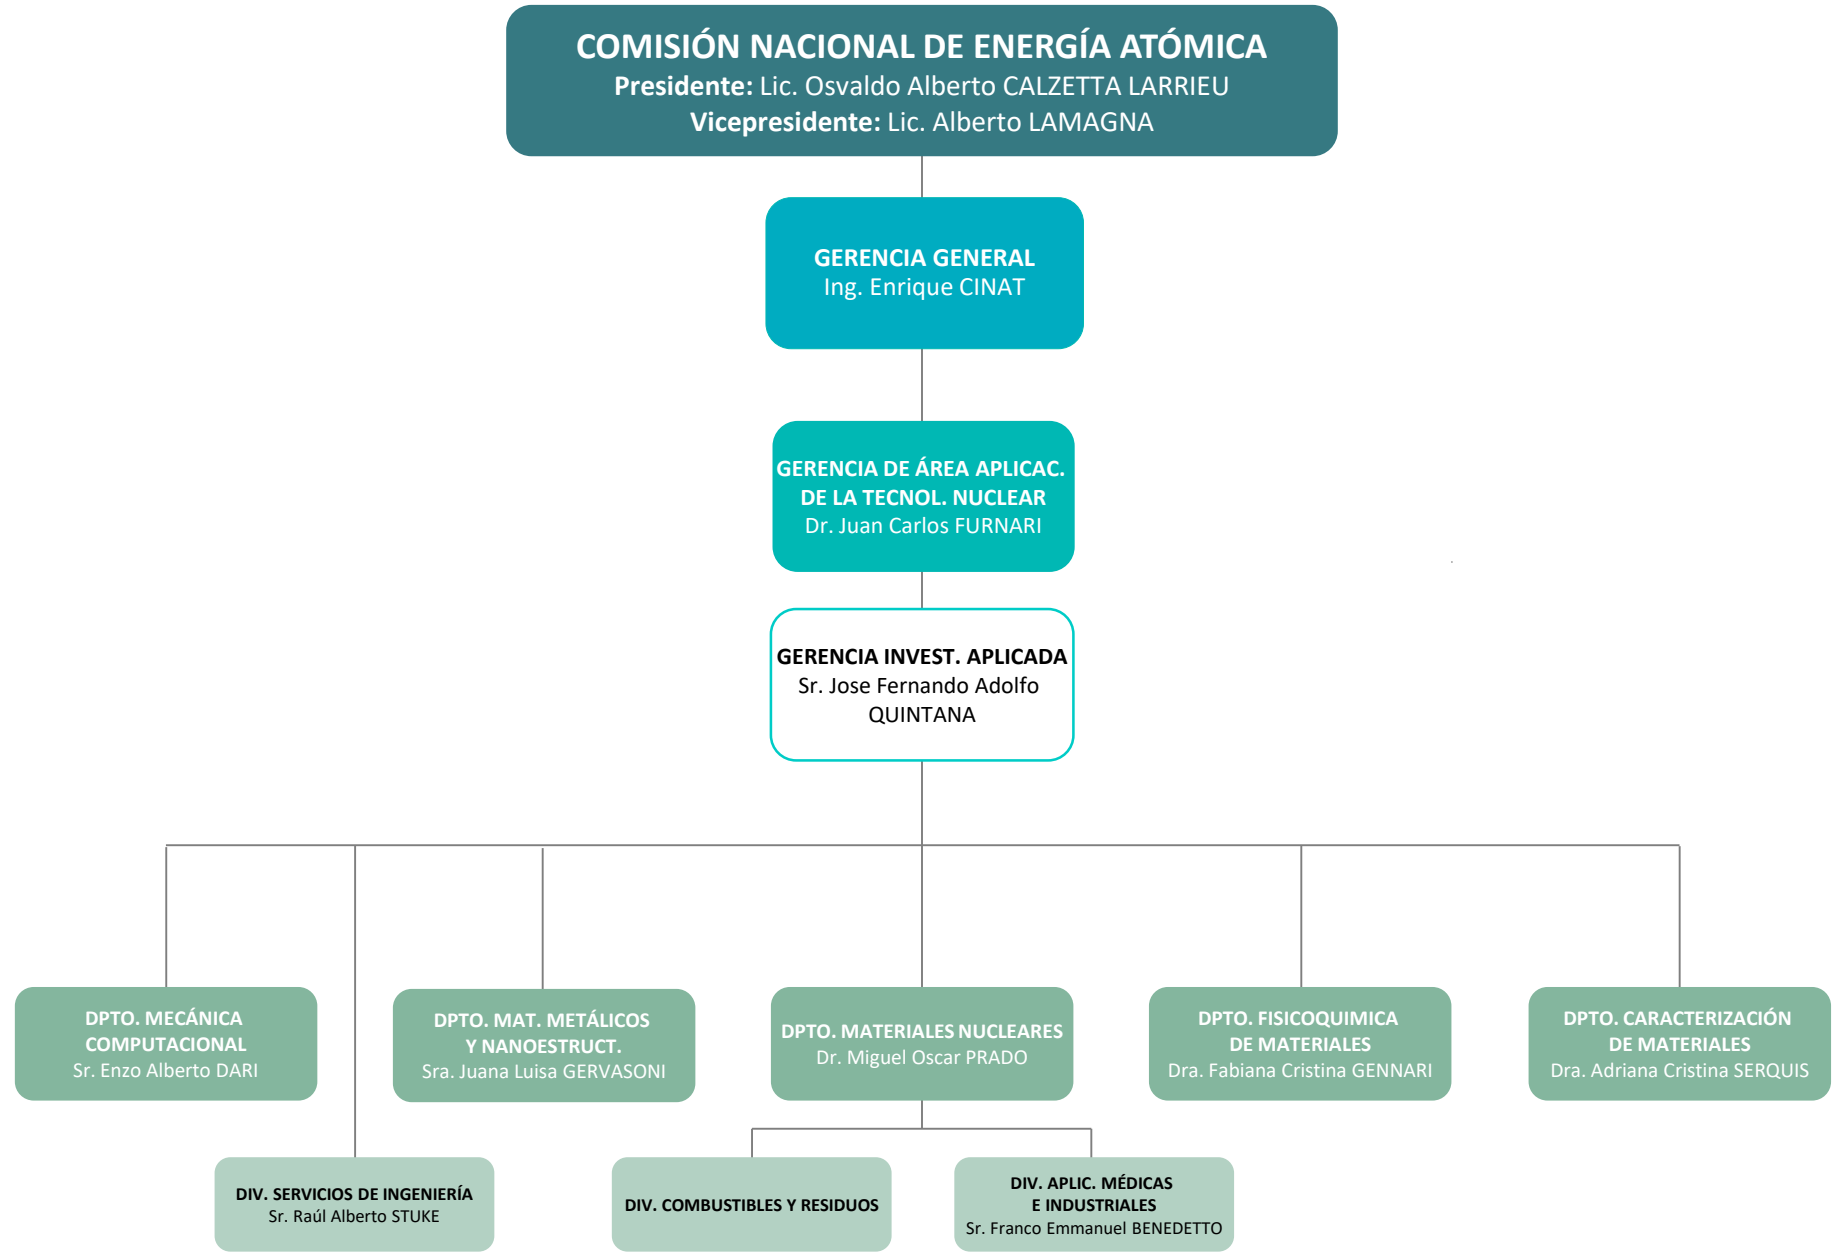 COMISIÓN NACIONAL DE ENERGÍA ATÓMICA
Presidente: Lic. Osvaldo Alberto CALZETTA LARRIEU
Vicepresidente: Lic. Alberto LAMAGNA
GERENCIA GENERAL
Ing. Enrique CINAT
GERENCIA DE ÁREA APLICAC.
DE LA TECNOL. NUCLEAR
Dr. Juan Carlos FURNARI
GERENCIA INVEST. APLICADA
Sr. Jose Fernando Adolfo
QUINTANA
DPTO. MECÁNICA
COMPUTACIONAL
Sr. Enzo Alberto DARI
DPTO. MAT. METÁLICOS
Y NANOESTRUCT.
Sra. Juana Luisa GERVASONI
DPTO. MATERIALES NUCLEARES
Dr. Miguel Oscar PRADO
DPTO. FISICOQUIMICA
DE MATERIALES
Dra. Fabiana Cristina GENNARI
DPTO. CARACTERIZACIÓN
DE MATERIALES
Dra. Adriana Cristina SERQUIS
DIV. SERVICIOS DE INGENIERÍA
Sr. Raúl Alberto STUKE
DIV. COMBUSTIBLES Y RESIDUOS
DIV. APLIC. MÉDICAS
E INDUSTRIALES
Sr. Franco Emmanuel BENEDETTO